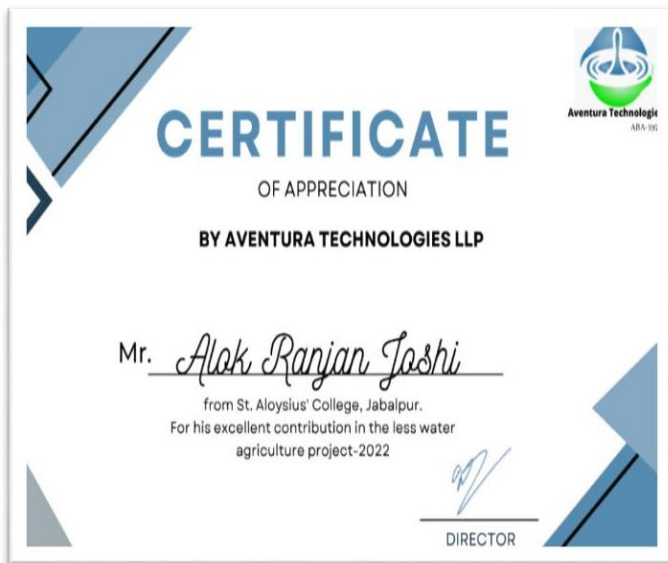 Aventura Technologie
CERTIFICATE
OF APPRECIATION
BY AVENTURA TECHNOLOGIES LLP
Mr. Alok Ranjan Joshi
from St. Aloysius' College, Jabalpur.
For his excellent contribution in the less water
agriculture project-2022
DIRECTOR